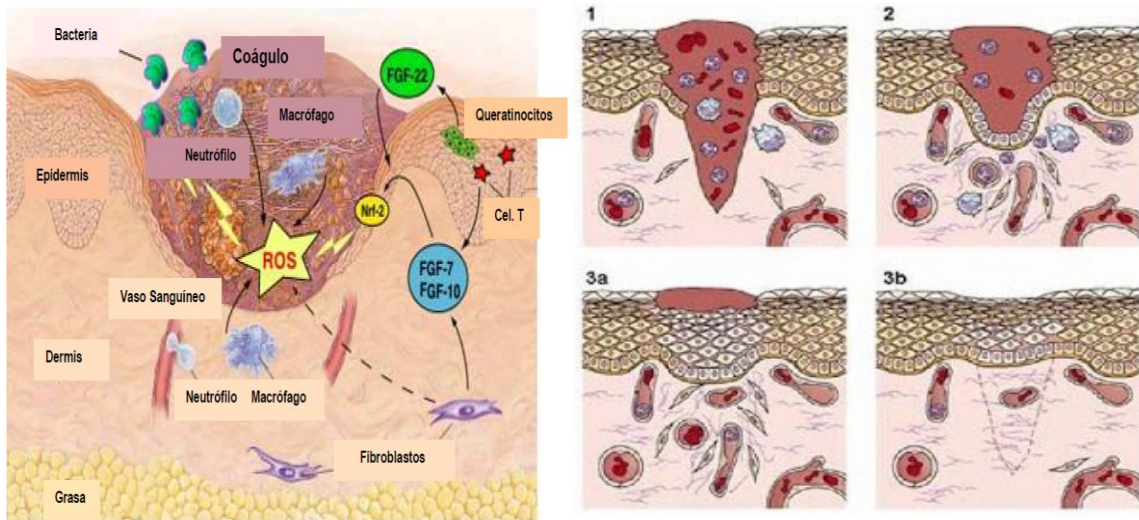 Bacteria
Coágulo
FGF-22
Macrófago
Queratinocitos
Neutrófilo
Epidermis
Nrf-2
Cel. T
ROS
FGF-7
FGF-10
Vaso Sanguíneo
Dermis
Neutrófilo
Macrófago
Fibroblastos
Grasa
1
2
3a
3b